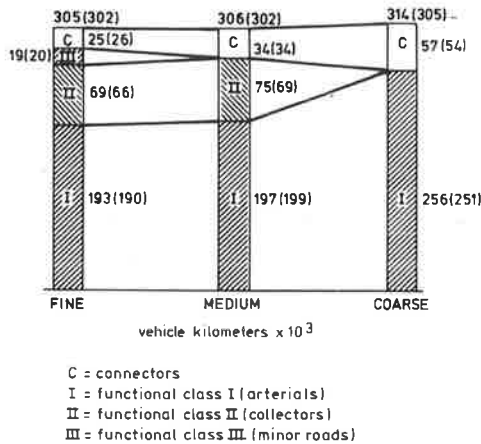 305(302) 306(302) 314(305)
C 25(26) C 34(34) C 57(54)
19(20) III
II 69(66) II 75(69)
I 193(190) I 197(199) I 256(251)
FINE MEDIUM COARSE
vehicle kilometers x 10³
C = connectors
I = functional class I (arterials)
II = functional class II (collectors)
III = functional class III (minor roads)